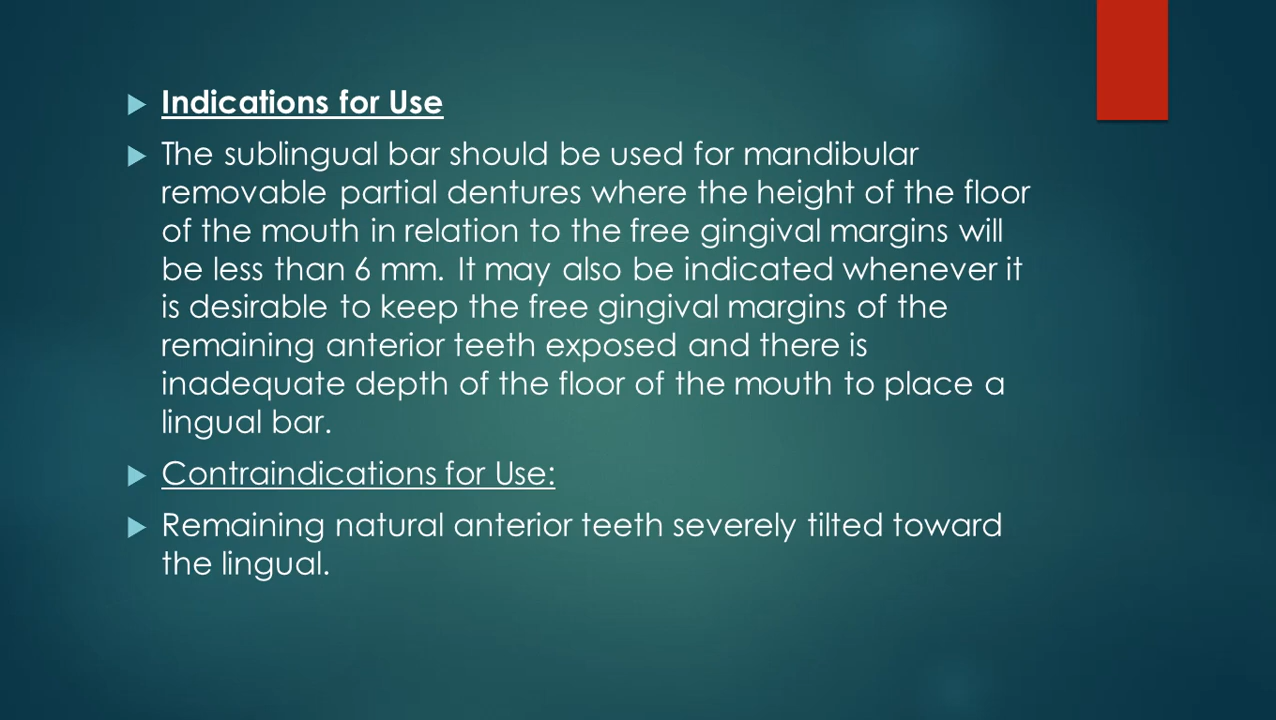 Indications for Use
The sublingual bar should be used for mandibular
removable partial dentures where the height of the floor
of the mouth in relation to the free gingival margins will
be less than 6 mm. It may also be indicated whenever it
is desirable to keep the free gingival margins of the
remaining anterior teeth exposed and there is
inadequate depth of the floor of the mouth to place a
lingual bar.
Contraindications for Use:
Remaining natural anterior teeth severely tilted toward
the lingual.